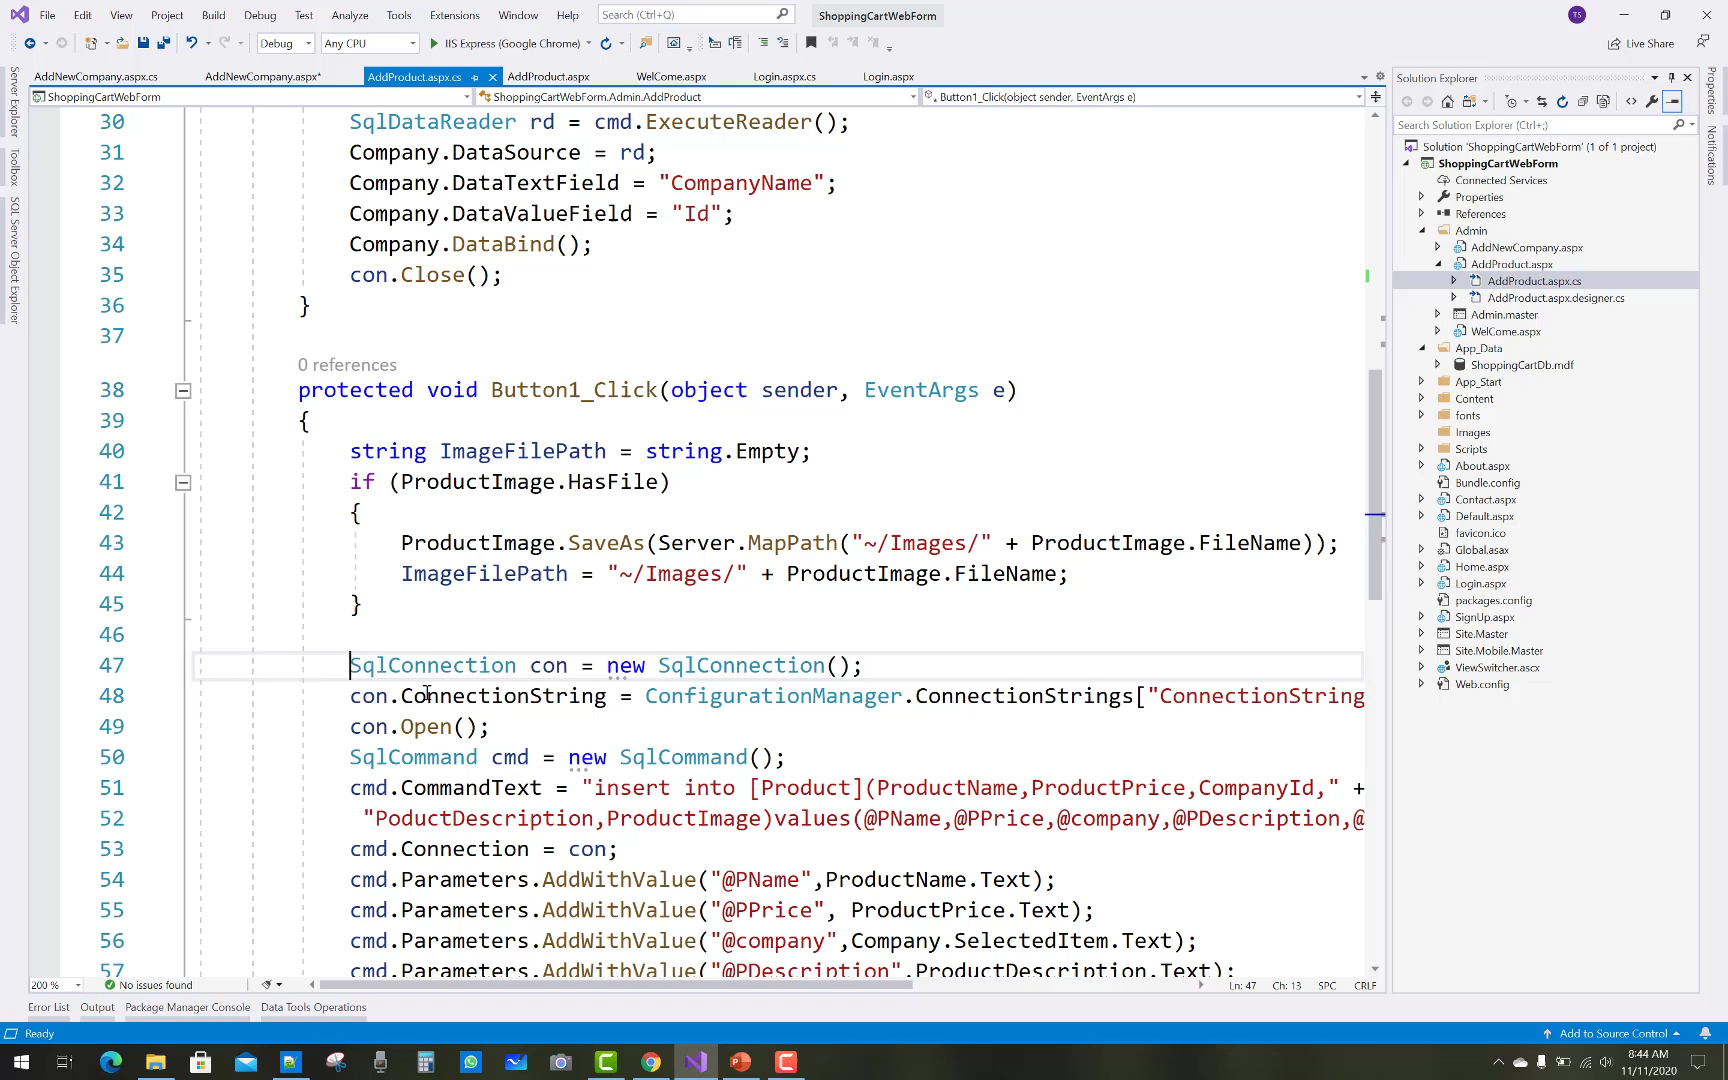 File Edit View Project Build Debug Test Analyze Tools Extensions Window Help Search (Ctrl+Q) ShoppingCartWebForm TS
Debug Any CPU IIS Express (Google Chrome) Live Share
AddNewCompany.aspx.cs AddNewCompany.aspx* AddProduct.aspx.cs AddProduct.aspx WelCome.aspx Login.aspx.cs Login.aspx
ShoppingCartWebForm ShoppingCartWebForm.Admin.AddProduct Button1_Click(object sender, EventArgs e)
Server Explorer
Toolbox
SQL Server Object Explorer
30 SqlDataReader rd = cmd.ExecuteReader();
31 Company.DataSource = rd;
32 Company.DataTextField = "CompanyName";
33 Company.DataValueField = "Id";
34 Company.DataBind();
35 con.Close();
36 }
37
0 references
38 protected void Button1_Click(object sender, EventArgs e)
39 {
40 string ImageFilePath = string.Empty;
41 if (ProductImage.HasFile)
42 {
43 ProductImage.SaveAs(Server.MapPath("~/Images/" + ProductImage.FileName));
44 ImageFilePath = "~/Images/" + ProductImage.FileName;
45 }
46
47 SqlConnection con = new SqlConnection();
48 con.ConnectionString = ConfigurationManager.ConnectionStrings["ConnectionString
49 con.Open();
50 SqlCommand cmd = new SqlCommand();
51 cmd.CommandText = "insert into [Product](ProductName,ProductPrice,CompanyId," +
52 "PoductDescription,ProductImage)values(@PName,@PPrice,@company,@PDescription,@
53 cmd.Connection = con;
54 cmd.Parameters.AddWithValue("@PName",ProductName.Text);
55 cmd.Parameters.AddWithValue("@PPrice", ProductPrice.Text);
56 cmd.Parameters.AddWithValue("@company",Company.SelectedItem.Text);
57 cmd.Parameters.AddWithValue("@PDescription",ProductDescription.Text);
200 % No issues found Ln: 47 Ch: 13 SPC CRLF
Error List Output Package Manager Console Data Tools Operations
Ready Add to Source Control
Solution Explorer
Search Solution Explorer (Ctrl+;)
Solution 'ShoppingCartWebForm' (1 of 1 project)
ShoppingCartWebForm
Connected Services
Properties
References
Admin
AddNewCompany.aspx
AddProduct.aspx
AddProduct.aspx.cs
AddProduct.aspx.designer.cs
Admin.master
WelCome.aspx
App_Data
ShoppingCartDb.mdf
App_Start
Content
fonts
Images
Scripts
About.aspx
Bundle.config
Contact.aspx
Default.aspx
favicon.ico
Global.asax
Home.aspx
Login.aspx
packages.config
SignUp.aspx
Site.Master
Site.Mobile.Master
ViewSwitcher.ascx
Web.config
Properties
Notifications
8:44 AM
11/11/2020